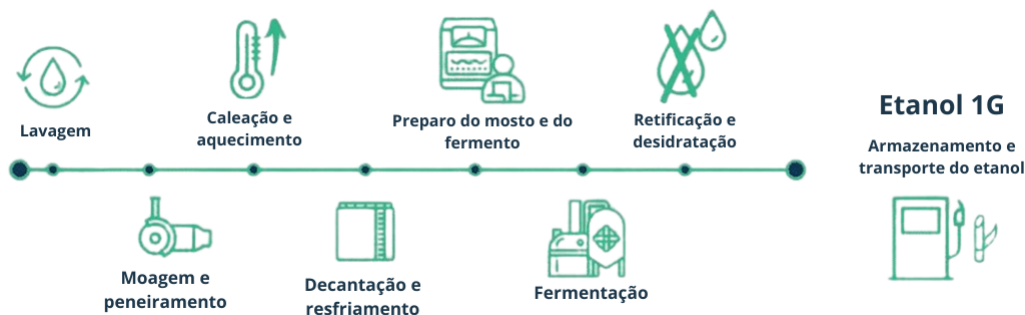 Lavagem
Moagem e
peneiramento
Caleação e
aquecimento
Decantação e
resfriamento
Preparo do mosto e do
fermento
Fermentação
Retificação e
desidratação
Etanol 1G
Armazenamento e
transporte do etanol